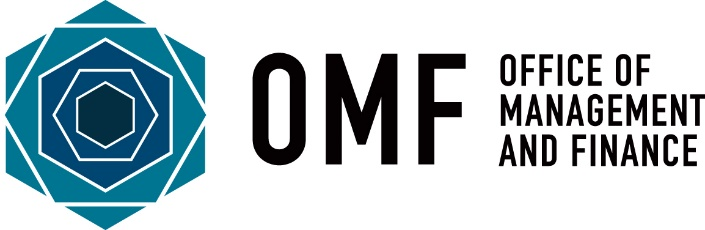 OMF
OFFICE OF
MANAGEMENT
AND FINANCE